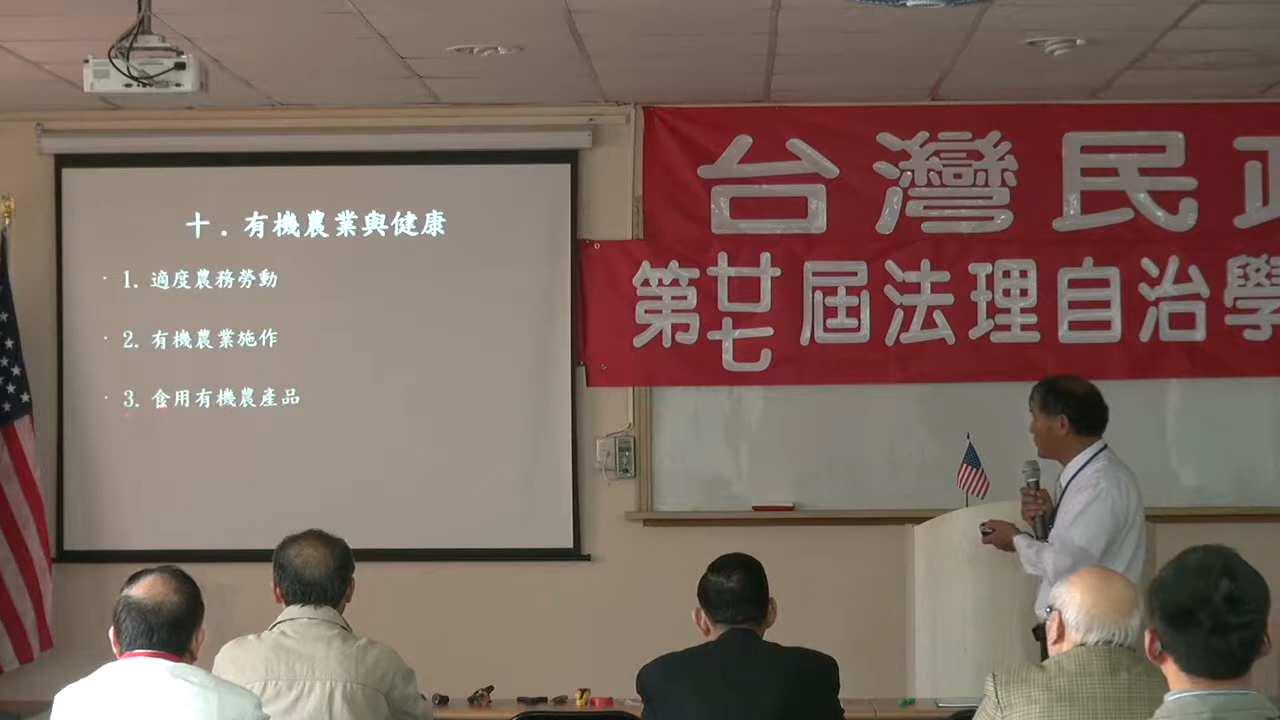 十．有機農業與健康
1. 適度農務勞動
2. 有機農業施作
3. 食用有機農產品
台灣民政
第廿七屆法理自治學